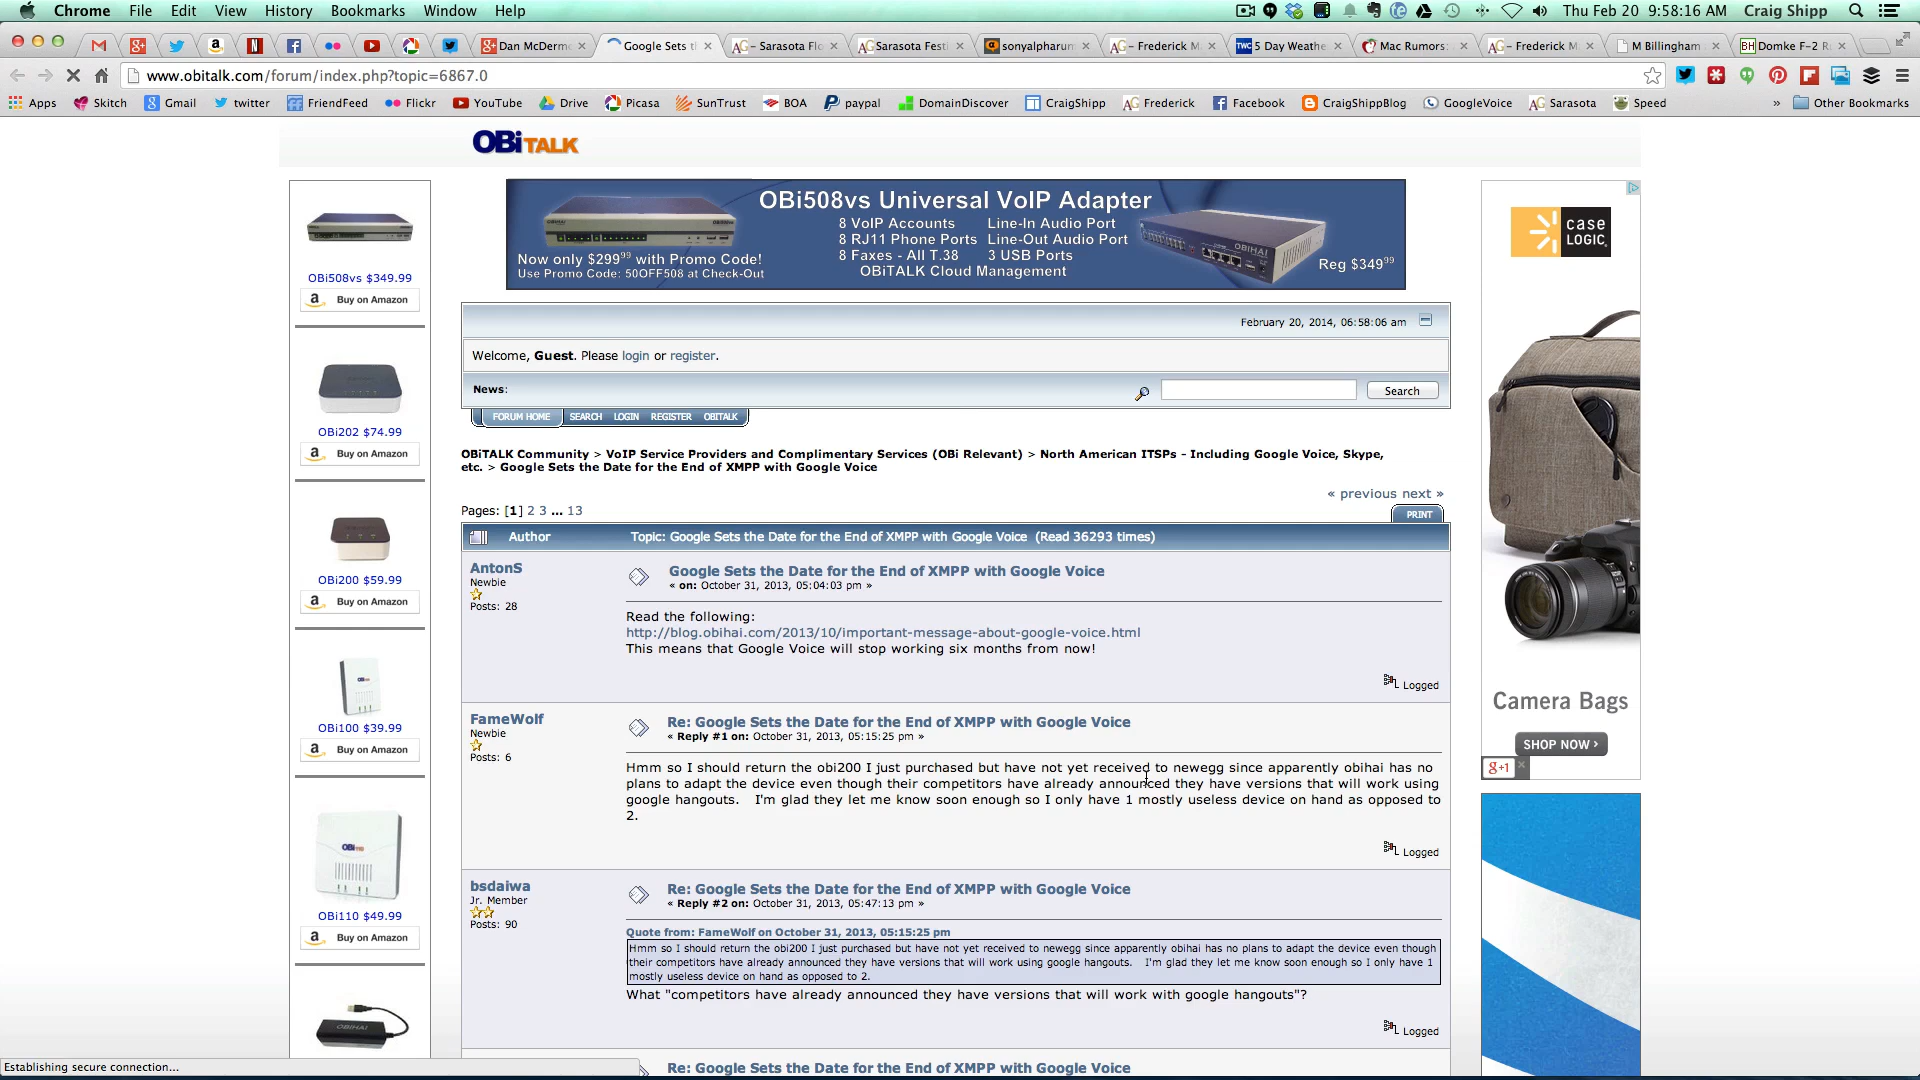 Chrome File Edit View History Bookmarks Window Help Thu Feb 20 9:58:16 AM Craig Shipp
Dan McDerm Google Sets t – Sarasota Flo Sarasota Festi sonyalpharum – Frederick M 5 Day Weathe Mac Rumors: – Frederick M M Billingham Domke F-2 R
www.obitalk.com/forum/index.php?topic=6867.0
Apps Skitch Gmail twitter FriendFeed Flickr YouTube Drive Picasa SunTrust BOA paypal DomainDiscover CraigShipp Frederick Facebook CraigShippBlog GoogleVoice Sarasota Speed » Other Bookmarks
OBiTALK
OBi508vs Universal VoIP Adapter
8 VoIP Accounts Line-In Audio Port
8 RJ11 Phone Ports Line-Out Audio Port
8 Faxes - All T.38 3 USB Ports
OBiTALK Cloud Management
Now only $299⁹⁹ with Promo Code!
Use Promo Code: 50OFF508 at Check-Out
Reg $349⁹⁹
OBi508vs $349.99
Buy on Amazon
OBi202 $74.99
Buy on Amazon
OBi200 $59.99
Buy on Amazon
OBi100 $39.99
Buy on Amazon
OBi110 $49.99
Buy on Amazon
OBIHAI
February 20, 2014, 06:58:06 am
Welcome, Guest. Please login or register.
News:
Search
FORUM HOME SEARCH LOGIN REGISTER OBITALK
OBiTALK Community > VoIP Service Providers and Complimentary Services (OBi Relevant) > North American ITSPs - Including Google Voice, Skype,
etc. > Google Sets the Date for the End of XMPP with Google Voice
« previous next »
Pages: [1] 2 3 ... 13
PRINT
Author Topic: Google Sets the Date for the End of XMPP with Google Voice (Read 36293 times)
AntonS
Newbie
Posts: 28
Google Sets the Date for the End of XMPP with Google Voice
« on: October 31, 2013, 05:04:03 pm »
Read the following:
http://blog.obihai.com/2013/10/important-message-about-google-voice.html
This means that Google Voice will stop working six months from now!
Logged
FameWolf
Newbie
Posts: 6
Re: Google Sets the Date for the End of XMPP with Google Voice
« Reply #1 on: October 31, 2013, 05:15:25 pm »
Hmm so I should return the obi200 I just purchased but have not yet received to newegg since apparently obihai has no
plans to adapt the device even though their competitors have already announced they have versions that will work using
google hangouts. I'm glad they let me know soon enough so I only have 1 mostly useless device on hand as opposed to
2.
Logged
bsdaiwa
Jr. Member
Posts: 90
Re: Google Sets the Date for the End of XMPP with Google Voice
« Reply #2 on: October 31, 2013, 05:47:13 pm »
Quote from: FameWolf on October 31, 2013, 05:15:25 pm
Hmm so I should return the obi200 I just purchased but have not yet received to newegg since apparently obihai has no plans to adapt the device even though
their competitors have already announced they have versions that will work using google hangouts. I'm glad they let me know soon enough so I only have 1
mostly useless device on hand as opposed to 2.
What "competitors have already announced they have versions that will work with google hangouts"?
Logged
Re: Google Sets the Date for the End of XMPP with Google Voice
case
LOGIC
Camera Bags
SHOP NOW ›
g+1
Establishing secure connection...